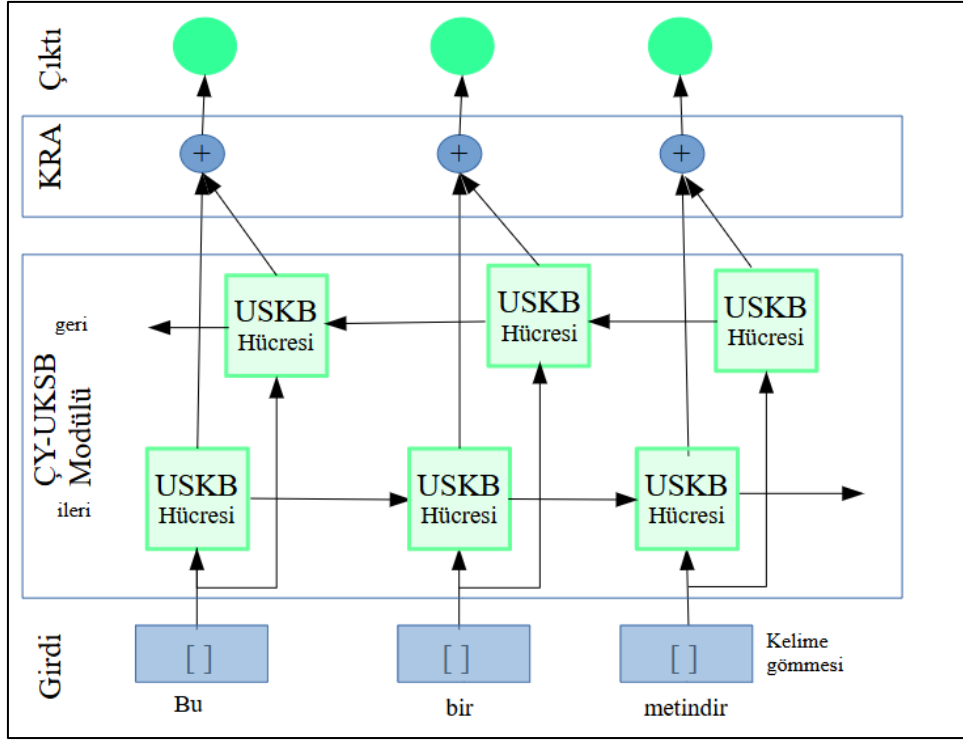 Çıktı
KRA
+
+
+
ÇY-UKSB
Modülü
geri
USKB
Hücresi
USKB
Hücresi
USKB
Hücresi
ileri
USKB
Hücresi
USKB
Hücresi
USKB
Hücresi
Girdi
[ ]
[ ]
[ ]
Kelime
gömmesi
Bu
bir
metindir